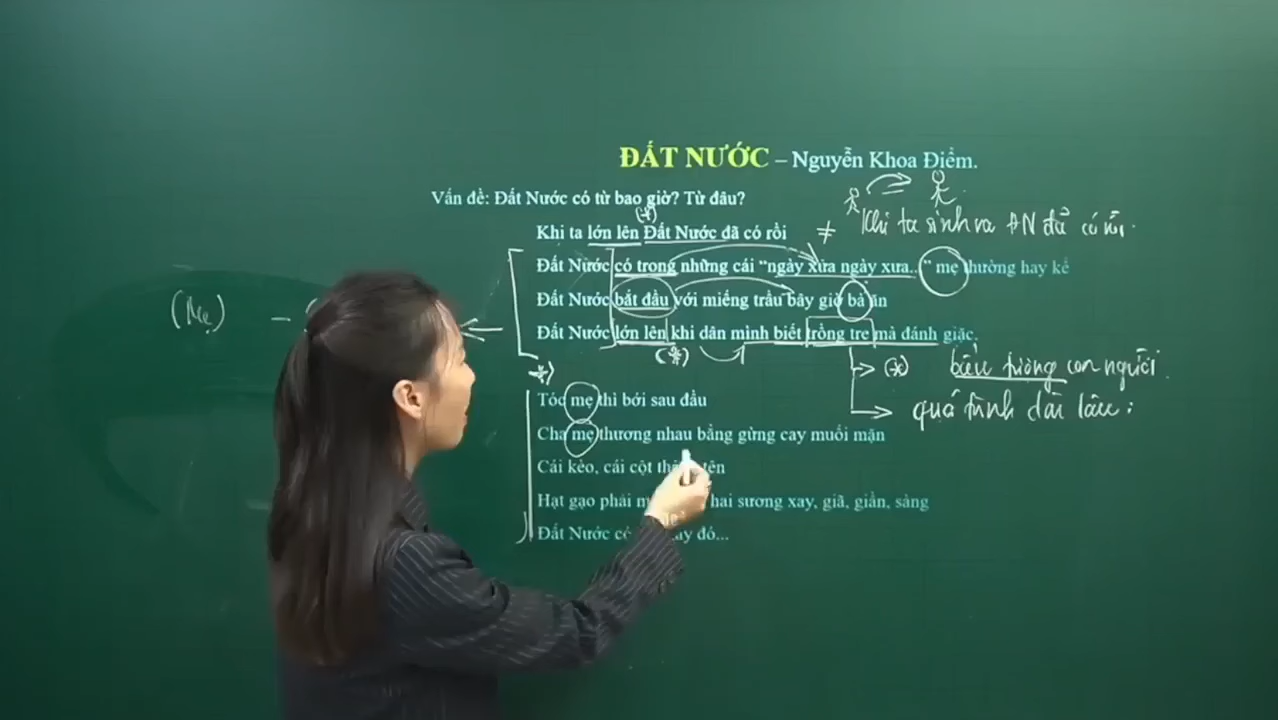 ĐẤT NƯỚC – Nguyễn Khoa Điềm.
Vấn đề: Đất Nước có từ bao giờ? Từ đâu?
(*)
Khi ta lớn lên Đất Nước đã có rồi
≠ Khi ta sinh ra ĐN đã có rồi.
Đất Nước có trong những cái “ngày xửa ngày xưa...” mẹ thường hay kể
Đất Nước bắt đầu với miếng trầu bây giờ bà ăn
Đất Nước lớn lên khi dân mình biết trồng tre mà đánh giặc.
(Mẹ) –
(*)
(*) biểu tượng con người
quá trình dài lâu:
Tóc mẹ thì bới sau đầu
Cha mẹ thương nhau bằng gừng cay muối mặn
Cái kèo, cái cột tên
Hạt gạo phải hai sương xay, giã, giần, sàng
Đất Nước đó...